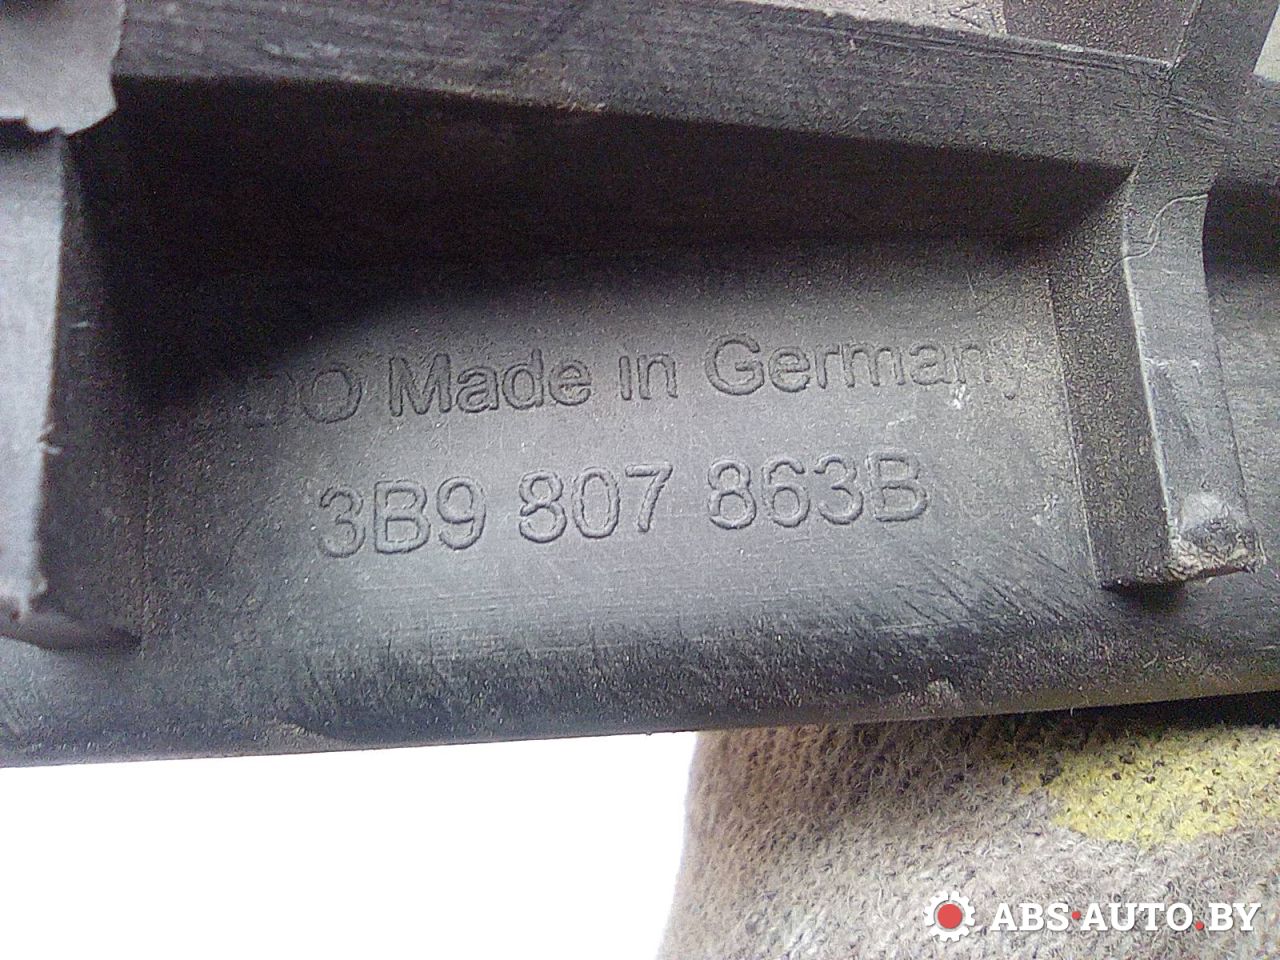 Made in Germany
3B9 807 863B
ABS·AUTO.BY